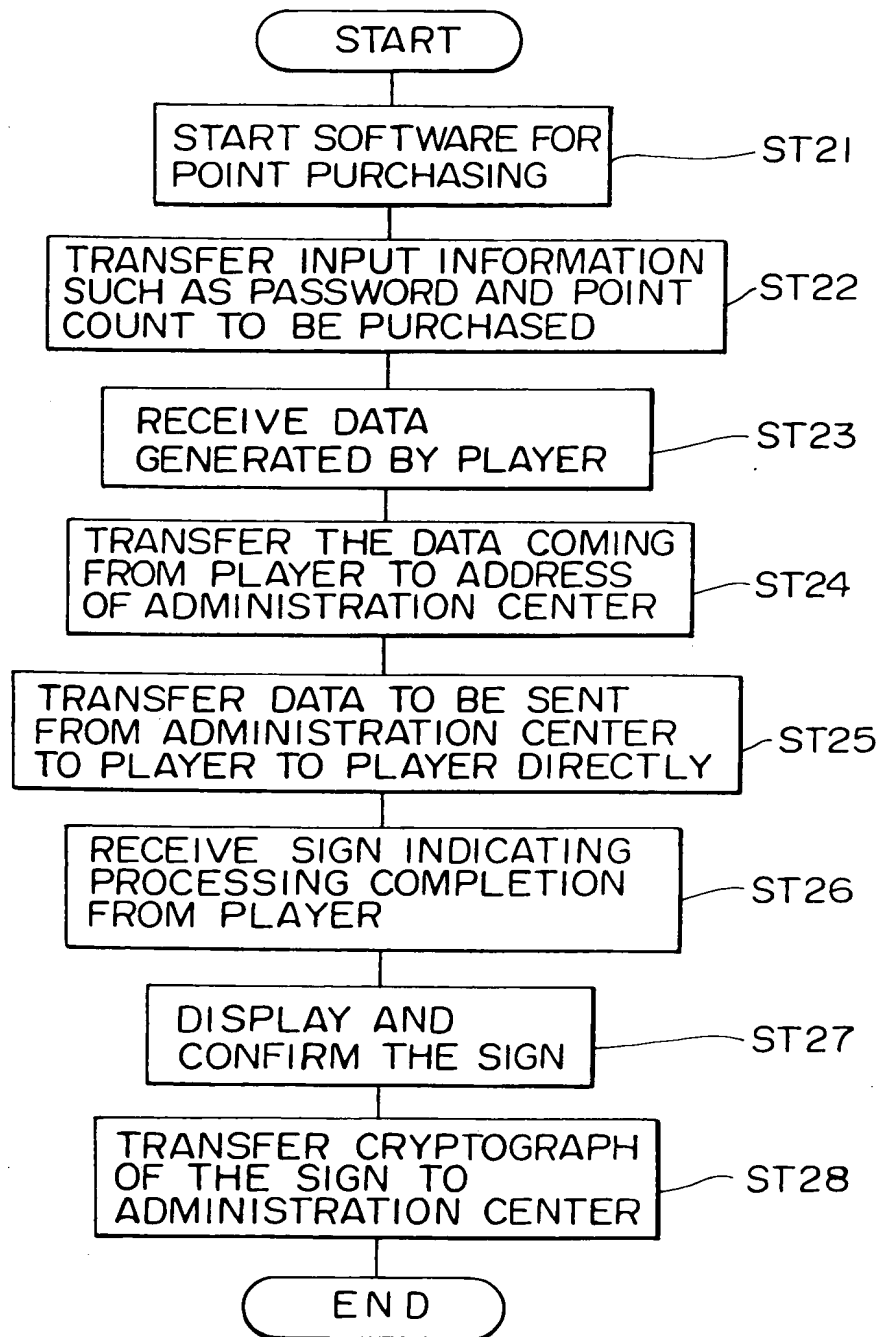 START
START SOFTWARE FOR
POINT PURCHASING
ST21
TRANSFER INPUT INFORMATION
SUCH AS PASSWORD AND POINT
COUNT TO BE PURCHASED
ST22
RECEIVE DATA
GENERATED BY PLAYER
ST23
TRANSFER THE DATA COMING
FROM PLAYER TO ADDRESS
OF ADMINISTRATION CENTER
ST24
TRANSFER DATA TO BE SENT
FROM ADMINISTRATION CENTER
TO PLAYER TO PLAYER DIRECTLY
ST25
RECEIVE SIGN INDICATING
PROCESSING COMPLETION
FROM PLAYER
ST26
DISPLAY AND
CONFIRM THE SIGN
ST27
TRANSFER CRYPTOGRAPH
OF THE SIGN TO
ADMINISTRATION CENTER
ST28
END